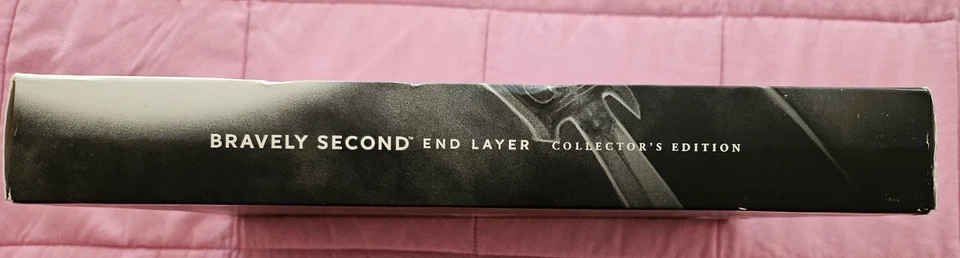 BRAVELY SECOND™ END LAYER COLLECTOR'S EDITION